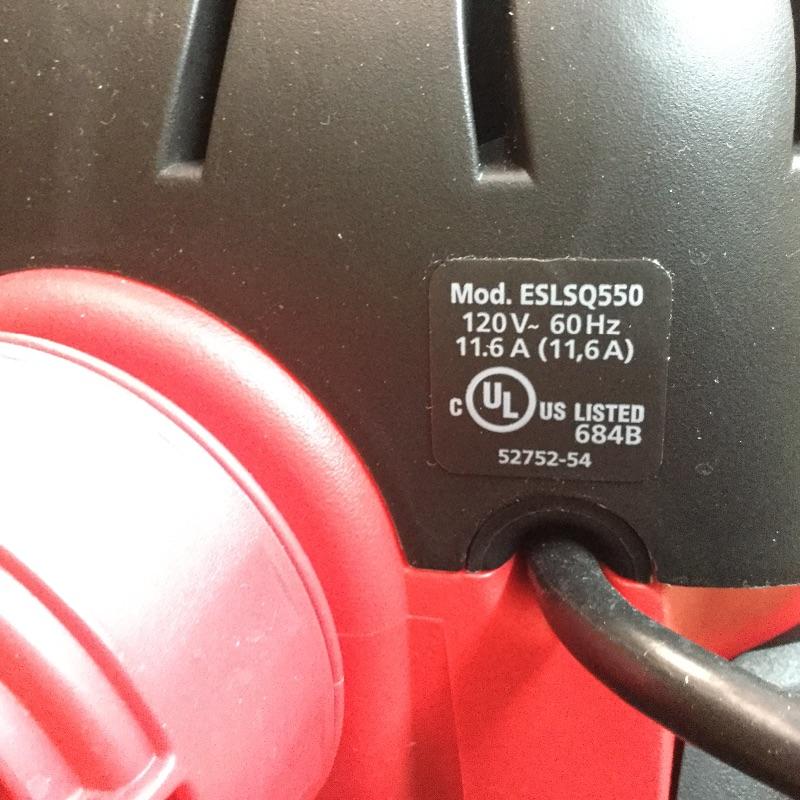 Mod. ESLSQ550
120V~ 60Hz
11.6 A (11,6 A)
C UL US LISTED
684B
52752-54